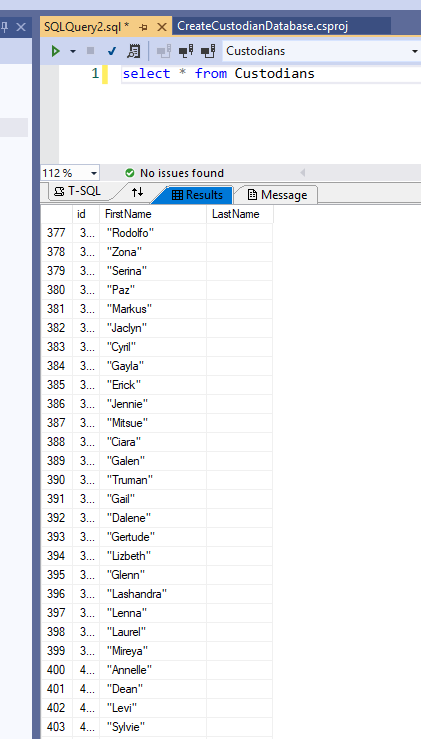 SQLQuery2.sql *
CreateCustodianDatabase.csproj
Custodians
1 select * from Custodians
112 %
No issues found
T-SQL
Results
Message
id FirstName LastName
377 3... "Rodolfo"
378 3... "Zona"
379 3... "Serina"
380 3... "Paz"
381 3... "Markus"
382 3... "Jaclyn"
383 3... "Cyril"
384 3... "Gayla"
385 3... "Erick"
386 3... "Jennie"
387 3... "Mitsue"
388 3... "Ciara"
389 3... "Galen"
390 3... "Truman"
391 3... "Gail"
392 3... "Dalene"
393 3... "Gertude"
394 3... "Lizbeth"
395 3... "Glenn"
396 3... "Lashandra"
397 3... "Lenna"
398 3... "Laurel"
399 3... "Mireya"
400 4... "Annelle"
401 4... "Dean"
402 4... "Levi"
403 4... "Sylvie"